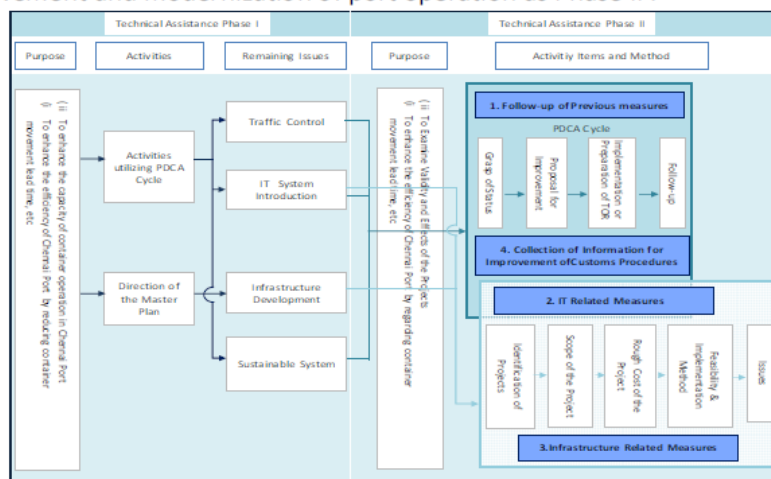 Technical Assistance Phase I
Technical Assistance Phase II
Purpose
Activities
Remaining Issues
Purpose
Activitiy Items and Method
(ii To enhance the capacity of container operation in Chennai Port
(i To enhance the efficiency of Chennai Port by reducing container
movement lead time, etc
Activities
utilizing PDCA
Cycle
Direction of
the Master
Plan
Traffic Control
IT System
Introduction
Infrastructure
Development
Sustainable System
(ii To Examine Validity and Effects of the Projects
(i To enhance the efficiency of Chennai Port by regarding container
movement lead time, etc
1. Follow-up of Previous measures
PDCA Cycle
Grasp of Status
Proposal for
Improvement
Implementation or
Preparation of TOR
Follow-up
4. Collection of Information for
Improvement of Customs Procedures
2. IT Related Measures
Identification of
Projects
Scope of the Project
Rough Cost of the
Project
Feasibility &
Implementation
Method
Issues
3.Infrastructure Related Measures